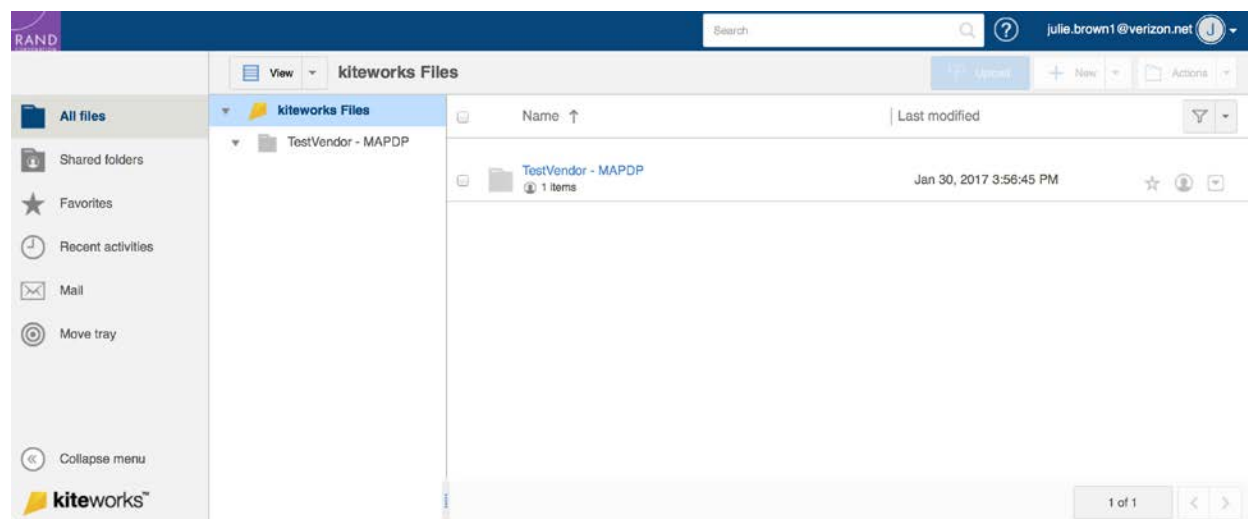 RAND
CORPORATION
Search
julie.brown1@verizon.net J
View
kiteworks Files
Upload
New
Actions
All files
Shared folders
Favorites
Recent activities
Mail
Move tray
Collapse menu
kiteworks™
kiteworks Files
TestVendor - MAPDP
Name ↑
Last modified
TestVendor - MAPDP
1 items
Jan 30, 2017 3:56:45 PM
1 of 1